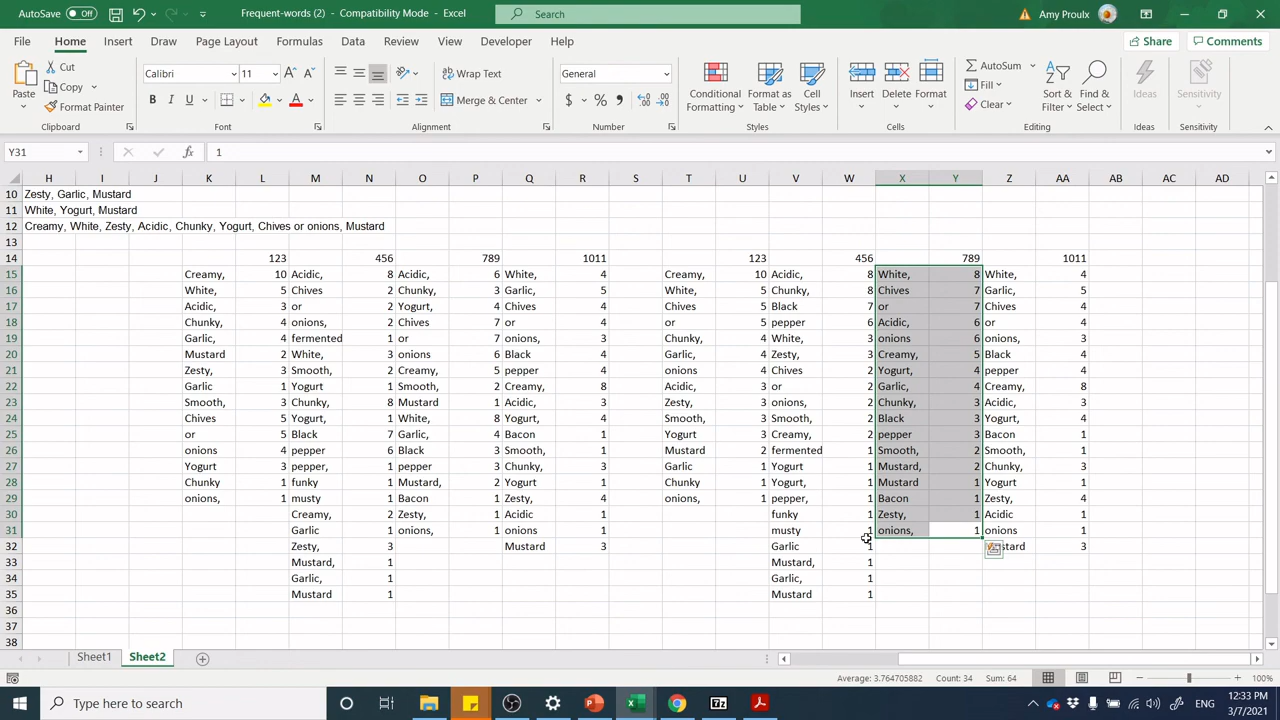 AutoSave Off Frequent-words (2) - Compatibility Mode - Excel Search Amy Proulx
File Home Insert Draw Page Layout Formulas Data Review View Developer Help Share Comments
Paste Cut Copy Format Painter Clipboard
Calibri 11 B I U Font
Wrap Text Merge & Center Alignment
General $ % Number
Conditional Formatting Format as Table Cell Styles Styles
Insert Delete Format Cells
AutoSum Fill Clear Sort & Filter Find & Select Editing
Ideas Ideas
Sensitivity Sensitivity
Y31 fx 1
H I J K L M N O P Q R S T U V W X Y Z AA AB AC AD
10 Zesty, Garlic, Mustard
11 White, Yogurt, Mustard
12 Creamy, White, Zesty, Acidic, Chunky, Yogurt, Chives or onions, Mustard
13
14 123 456 789 1011 123 456 789 1011
15 Creamy, 10 Acidic, 8 Acidic, 6 White, 4 Creamy, 10 Acidic, 8 White, 8 White, 4
16 White, 5 Chives 2 Chunky, 3 Garlic, 5 White, 5 Chunky, 8 Chives 7 Garlic, 5
17 Acidic, 3 or 2 Yogurt, 4 Chives 4 Chives 5 Black 7 or 7 Chives 4
18 Chunky, 4 onions, 2 Chives 7 or 4 or 5 pepper 6 Acidic, 6 or 4
19 Garlic, 4 fermented 1 or 7 onions, 3 Chunky, 4 White, 3 onions 6 onions, 3
20 Mustard 2 White, 3 onions 6 Black 4 Garlic, 4 Zesty, 3 Creamy, 5 Black 4
21 Zesty, 3 Smooth, 2 Creamy, 5 pepper 4 onions 4 Chives 2 Yogurt, 4 pepper 4
22 Garlic 1 Yogurt 1 Smooth, 2 Creamy, 8 Acidic, 3 or 2 Garlic, 4 Creamy, 8
23 Smooth, 3 Chunky, 8 Mustard 1 Acidic, 3 Zesty, 3 onions, 2 Chunky, 3 Acidic, 3
24 Chives 5 Yogurt, 1 White, 8 Yogurt, 4 Smooth, 3 Smooth, 2 Black 3 Yogurt, 4
25 or 5 Black 7 Garlic, 4 Bacon 1 Yogurt 3 Creamy, 2 pepper 3 Bacon 1
26 onions 4 pepper 6 Black 3 Smooth, 1 Mustard 2 fermented 1 Smooth, 2 Smooth, 1
27 Yogurt 3 pepper, 1 pepper 3 Chunky, 3 Garlic 1 Yogurt 1 Mustard, 2 Chunky, 3
28 Chunky 1 funky 1 Mustard, 2 Yogurt 1 Chunky 1 Yogurt, 1 Mustard 1 Yogurt 1
29 onions, 1 musty 1 Bacon 1 Zesty, 4 onions, 1 pepper, 1 Bacon 1 Zesty, 4
30 Creamy, 2 Zesty, 1 Acidic 1 funky 1 Zesty, 1 Acidic 1
31 Garlic 1 onions, 1 onions 1 musty 1 onions, 1 onions 1
32 Zesty, 3 Mustard 3 Garlic 1 stard 3
33 Mustard, 1 Mustard, 1
34 Garlic, 1 Garlic, 1
35 Mustard 1 Mustard 1
36
37
38
Sheet1 Sheet2
Average: 3.764705882 Count: 34 Sum: 64 100%
Type here to search ENG 12:33 PM
3/7/2021